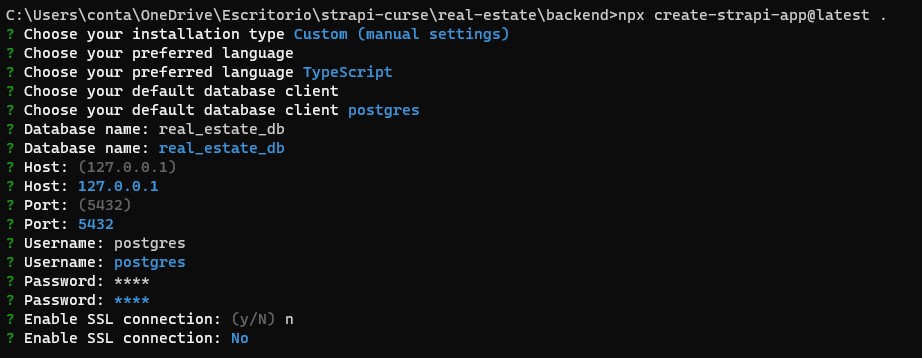 C:\Users\conta\OneDrive\Escritorio\strapi-curse\real-estate\backend>npx create-strapi-app@latest .
? Choose your installation type Custom (manual settings)
? Choose your preferred language
? Choose your preferred language TypeScript
? Choose your default database client
? Choose your default database client postgres
? Database name: real_estate_db
? Database name: real_estate_db
? Host: (127.0.0.1)
? Host: 127.0.0.1
? Port: (5432)
? Port: 5432
? Username: postgres
? Username: postgres
? Password: ****
? Password: ****
? Enable SSL connection: (y/N) n
? Enable SSL connection: No